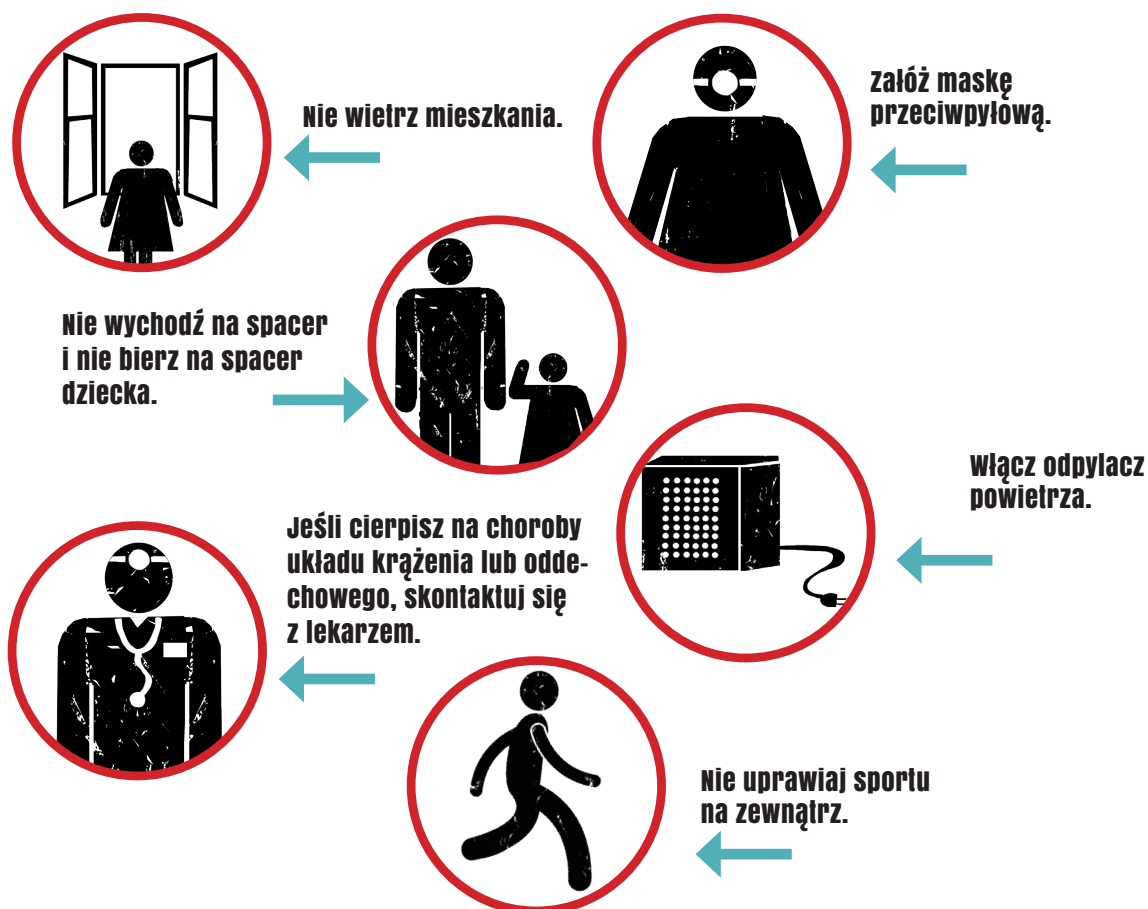 Nie wietrz mieszkania.
Załóż maskę
przeciwpyłową.
Nie wychodź na spacer
i nie bierz na spacer
dziecka.
Włącz odpylacz
powietrza.
Jeśli cierpisz na choroby
układu krążenia lub odde-
chowego, skontaktuj się
z lekarzem.
Nie uprawiaj sportu
na zewnątrz.